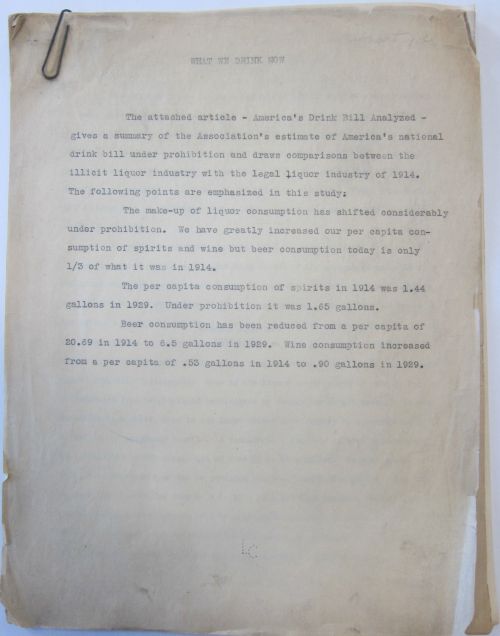 WHAT WE DRINK NOW
The attached article - America's Drink Bill Analyzed -
gives a summary of the Association's estimate of America's national
drink bill under prohibition and draws comparisons between the
illicit liquor industry with the legal liquor industry of 1914.
The following points are emphasized in this study:
The make-up of liquor consumption has shifted considerably
under prohibition. We have greatly increased our per capita con-
sumption of spirits and wine but beer consumption today is only
1/3 of what it was in 1914.
The per capita consumption of spirits in 1914 was 1.44
gallons in 1929. Under prohibition it was 1.65 gallons.
Beer consumption has been reduced from a per capita of
20.69 in 1914 to 6.5 gallons in 1929. Wine consumption increased
from a per capita of .53 gallons in 1914 to .90 gallons in 1929.
LC